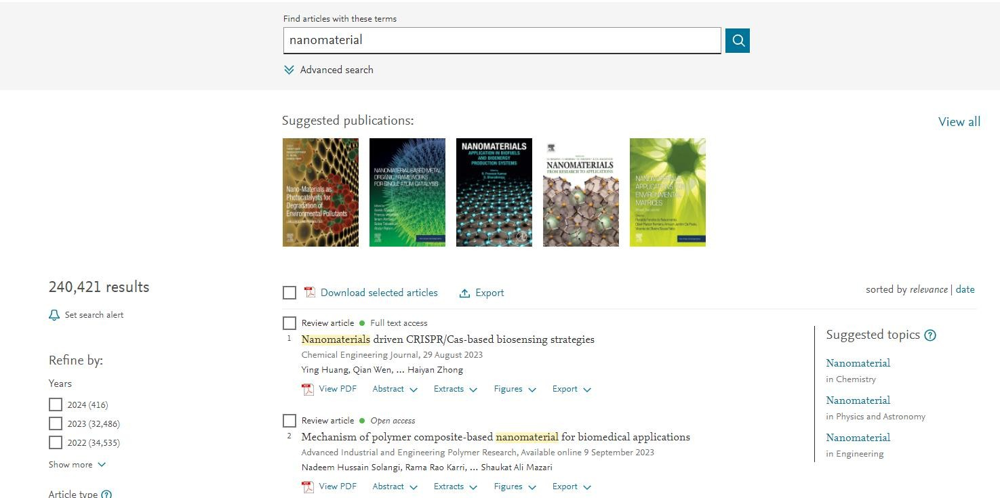 Find articles with these terms
nanomaterial
Advanced search
Suggested publications:
View all
Nano-Materials as
Photocatalysts for
Degradation of
Environmental Pollutants
NANOMATERIAL-BASED METAL
ORGANIC FRAMEWORKS
FOR SINGLE ATOM CATALYSIS
NANOMATERIALS
APPLICATION IN BIOFUELS
AND BIOENERGY
PRODUCTION SYSTEMS
NANOMATERIALS
FROM RESEARCH TO APPLICATIONS
NANOMATERIALS
APPLICATIONS FOR
ENVIRONMENTAL
MATRICES
240,421 results
Set search alert
Refine by:
Years
2024 (416)
2023 (32,486)
2022 (34,535)
Show more
Article type ?
Download selected articles Export
sorted by relevance | date
Review article Full text access
1 Nanomaterials driven CRISPR/Cas-based biosensing strategies
Chemical Engineering Journal, 29 August 2023
Ying Huang, Qian Wen, ... Haiyan Zhong
View PDF Abstract Extracts Figures Export
Review article Open access
2 Mechanism of polymer composite-based nanomaterial for biomedical applications
Advanced Industrial and Engineering Polymer Research, Available online 9 September 2023
Nadeem Hussain Solangi, Rama Rao Karri, ... Shaukat Ali Mazari
View PDF Abstract Extracts Figures Export
Suggested topics ?
Nanomaterial
in Chemistry
Nanomaterial
in Physics and Astronomy
Nanomaterial
in Engineering